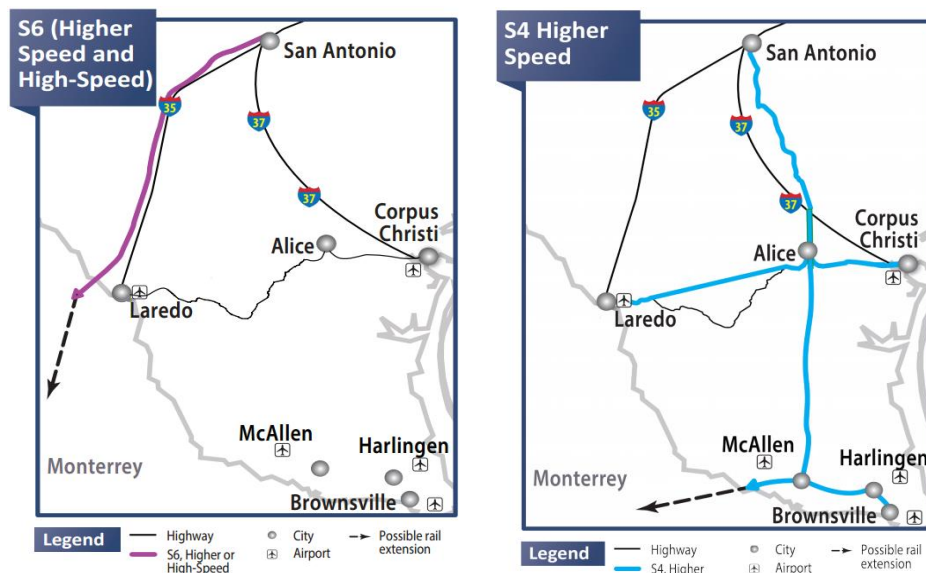 S6 (Higher
Speed and
High-Speed)
San Antonio
35
37
37
Corpus
Christi
Alice
Laredo
McAllen
Harlingen
Monterrey
Brownsville
Legend
Highway
S6, Higher or
High-Speed
City
Airport
Possible rail
extension
S4 Higher
Speed
San Antonio
35
37
37
Corpus
Christi
Alice
Laredo
McAllen
Harlingen
Monterrey
Brownsville
Legend
Highway
S4, Higher
City
Airport
Possible rail
extension